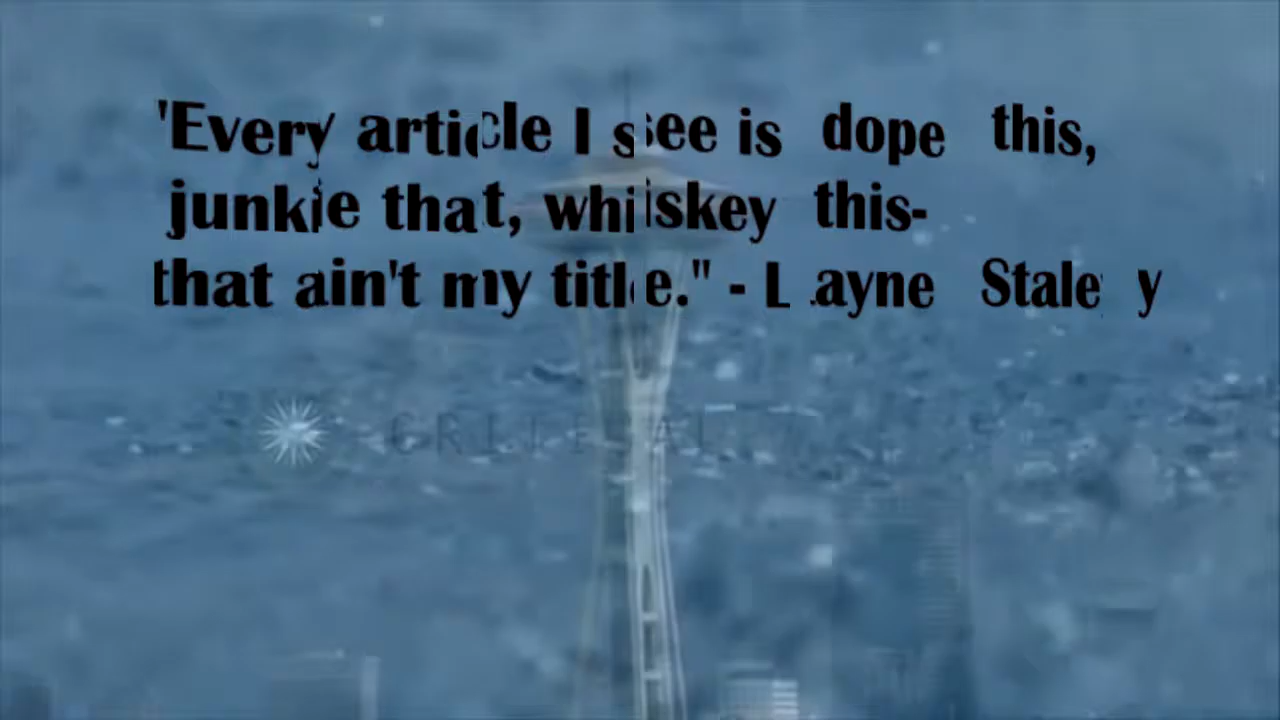 "Every article I see is dope this,
junkie that, whiskey this-
that ain't my title." - Layne Staley